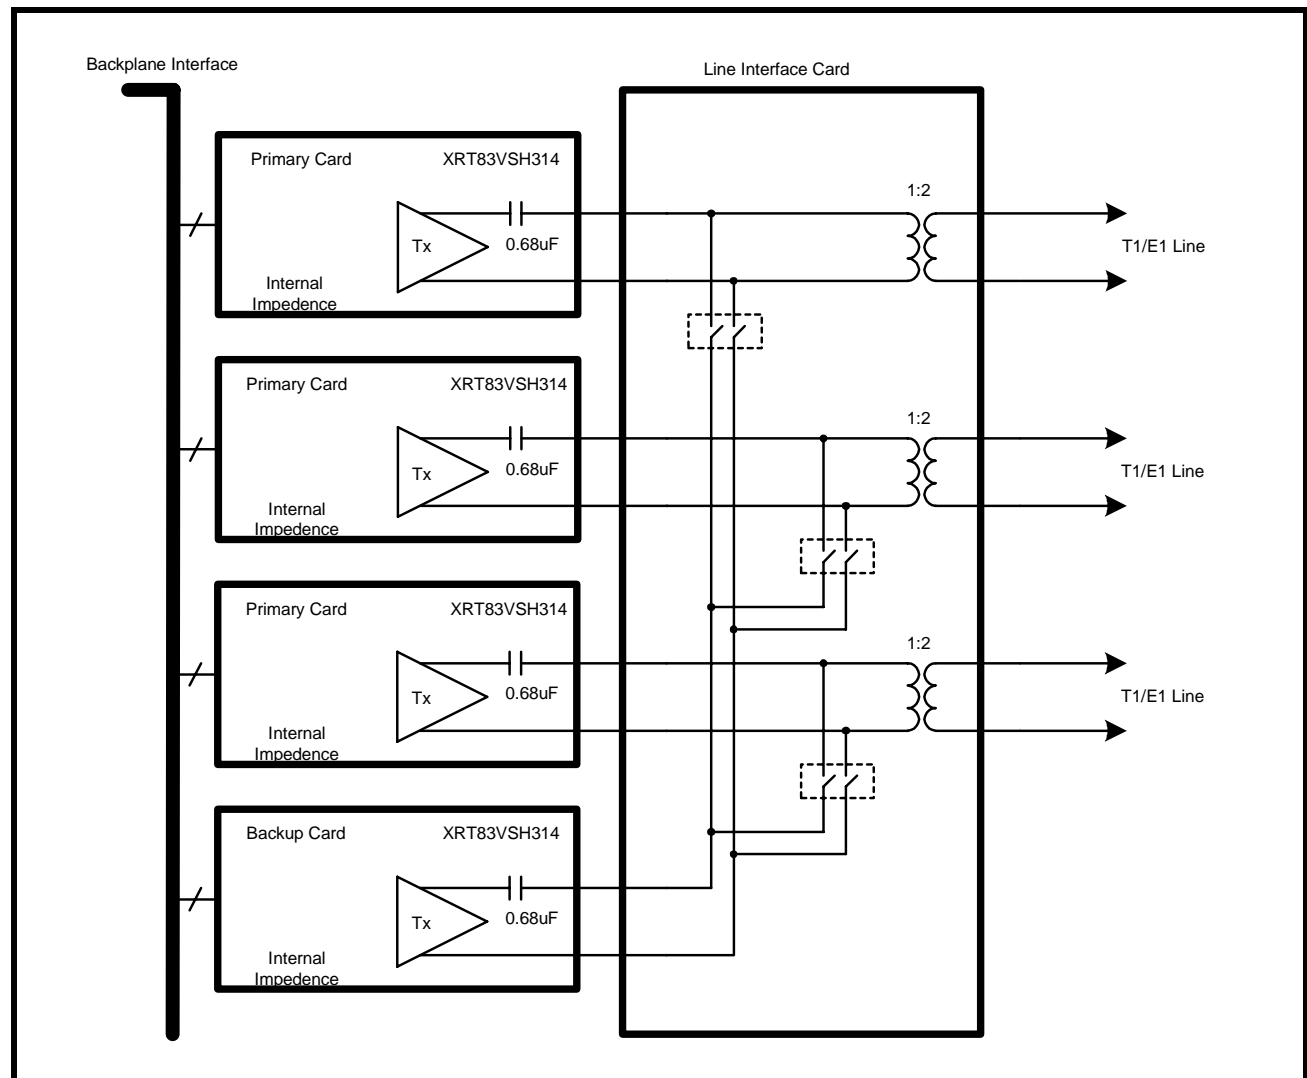 Backplane Interface
Line Interface Card
Primary Card
XRT83VSH314
1:2
Tx
0.68uF
T1/E1 Line
Internal
Impedence
Primary Card
XRT83VSH314
1:2
Tx
0.68uF
T1/E1 Line
Internal
Impedence
Primary Card
XRT83VSH314
1:2
Tx
0.68uF
T1/E1 Line
Internal
Impedence
Backup Card
XRT83VSH314
Tx
0.68uF
Internal
Impedence